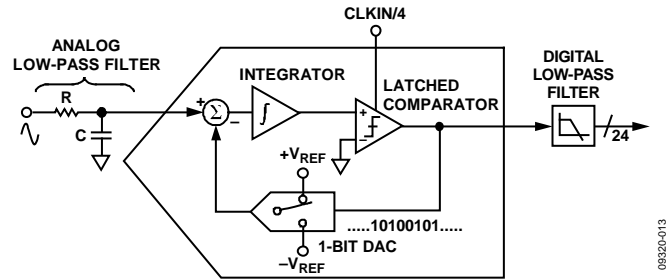 CLKIN/4
ANALOG
LOW-PASS FILTER
R
C
+
Σ
–
INTEGRATOR
∫
LATCHED
COMPARATOR
+
–
DIGITAL
LOW-PASS
FILTER
24
+VREF
.....10100101.....
1-BIT DAC
–VREF
09320-013